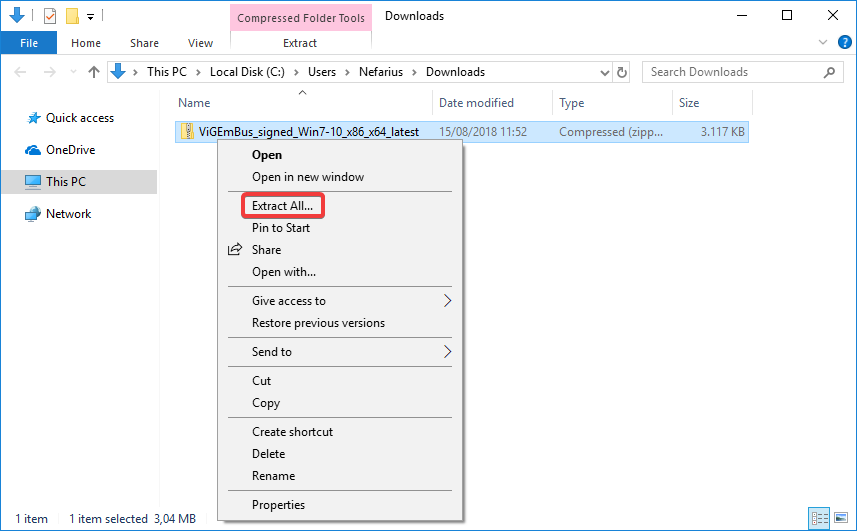 Compressed Folder Tools
Downloads
File
Home
Share
View
Extract
This PC
Local Disk (C:)
Users
Nefarius
Downloads
Search Downloads
Name
Date modified
Type
Size
Quick access
OneDrive
This PC
Network
ViGEmBus_signed_Win7-10_x86_x64_latest
15/08/2018 11:52
Compressed (zipp...
3.117 KB
Open
Open in new window
Extract All...
Pin to Start
Share
Open with...
Give access to
Restore previous versions
Send to
Cut
Copy
Create shortcut
Delete
Rename
Properties
1 item
1 item selected
3,04 MB